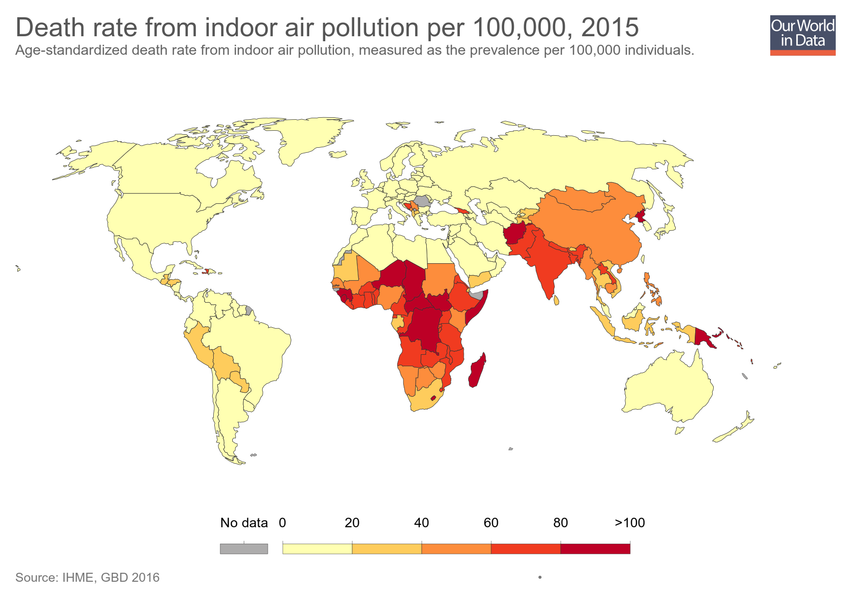 Death rate from indoor air pollution per 100,000, 2015
Our World
in Data
Age-standardized death rate from indoor air pollution, measured as the prevalence per 100,000 individuals.
No data 0 20 40 60 80 >100
Source: IHME, GBD 2016